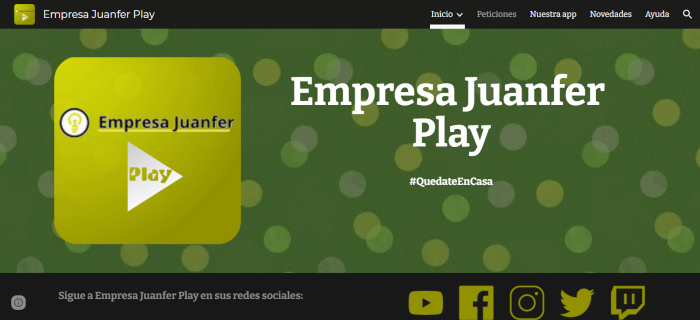 Empresa Juanfer Play
Inicio
Peticiones
Nuestra app
Novedades
Ayuda
Empresa Juanfer
Play
Empresa Juanfer
Play
#QuedateEnCasa
Sigue a Empresa Juanfer Play en sus redes sociales: